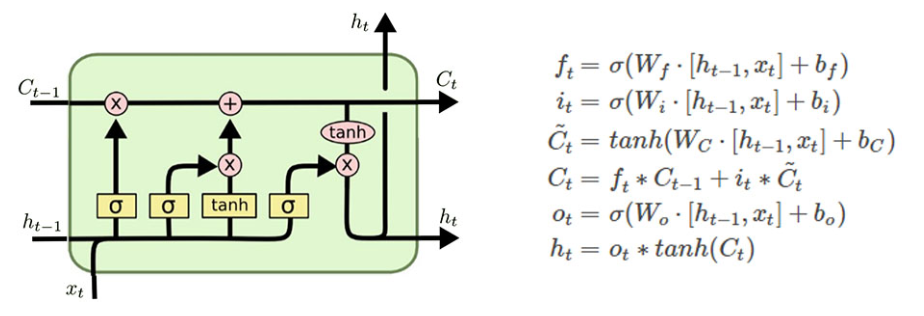 h_t
C_{t-1}
C_t
x
+
tanh
x
x
σ
σ
tanh
σ
h_{t-1}
h_t
x_t
f_t = σ(W_f · [h_{t-1}, x_t] + b_f)
i_t = σ(W_i · [h_{t-1}, x_t] + b_i)
C̃_t = tanh(W_C · [h_{t-1}, x_t] + b_C)
C_t = f_t * C_{t-1} + i_t * C̃_t
o_t = σ(W_o · [h_{t-1}, x_t] + b_o)
h_t = o_t * tanh(C_t)